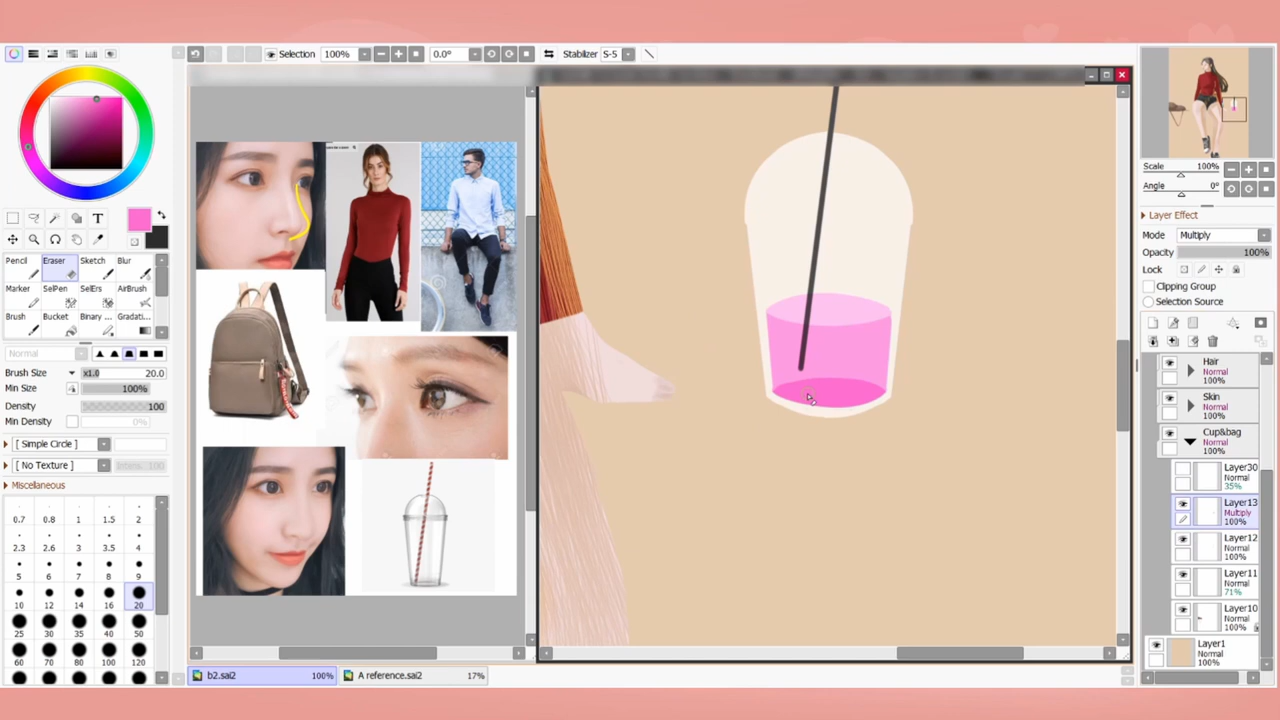 Selection 100% 0.0° Stabilizer S-5
Scale 100%
Angle 0°
Layer Effect
Mode Multiply
Opacity 100%
Lock
Clipping Group
Selection Source
T
Pencil Eraser Sketch Blur
Marker SelPen SelErs AirBrush
Brush Bucket Binary ... Gradati...
Normal
Brush Size x1.0 20.0
Min Size 100%
Density 100
Min Density 0%
[ Simple Circle ]
[ No Texture ]
Miscellaneous
0.7 0.8 1 1.5 2
2.3 2.6 3 3.5 4
5 6 7 8 9
10 12 14 16 20
25 30 35 40 50
60 70 80 100 120
Hair
Normal
100%
Skin
Normal
100%
Cup&bag
Normal
100%
Layer30
Normal
35%
Layer13
Multiply
100%
Layer12
Normal
100%
Layer11
Normal
71%
Layer10
Normal
100%
Layer1
Normal
100%
b2.sai2 100% A reference.sai2 17%